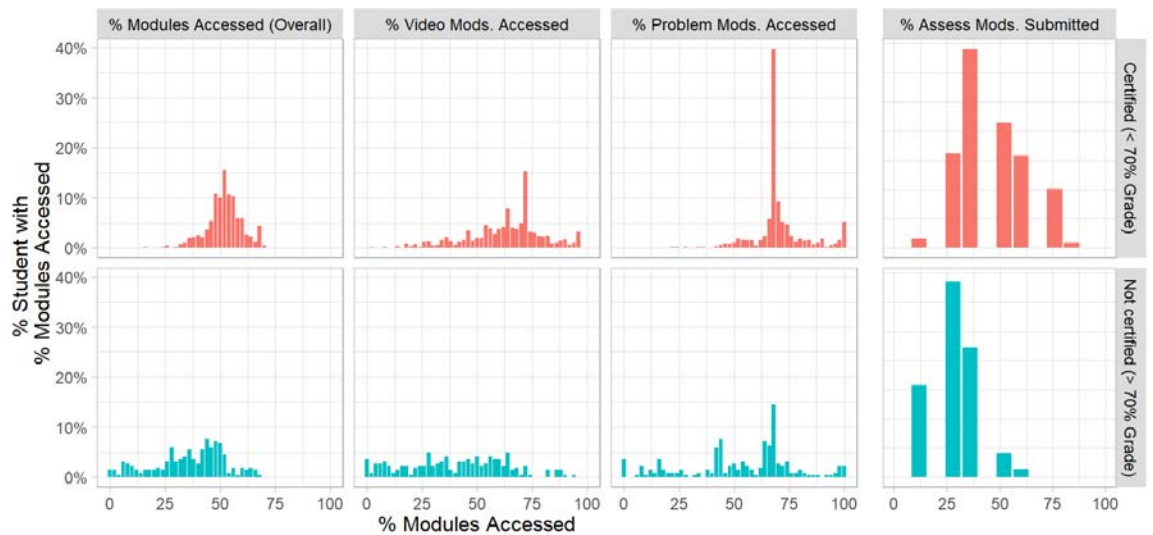 % Modules Accessed (Overall)
% Video Mods. Accessed
% Problem Mods. Accessed
% Assess Mods. Submitted
40%
30%
20%
10%
0%
Certified (< 70% Grade)
% Student with
% Modules Accessed
40%
30%
20%
10%
0%
Not certified (> 70% Grade)
0 25 50 75 100
0 25 50 75 100
0 25 50 75 100
0 25 50 75 100
% Modules Accessed